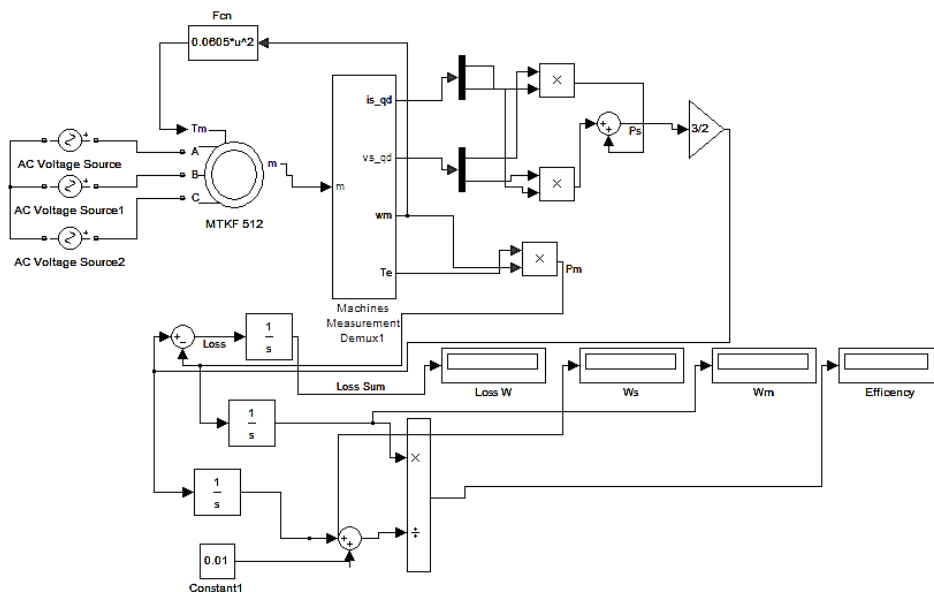 Fcn
0.0605*u^2
Tm
A
B
C
m
MTKF 512
AC Voltage Source
AC Voltage Source1
AC Voltage Source2
m
is_qd
vs_qd
wm
Te
Machines
Measurement
Demux1
×
×
+
+
Ps
3/2
×
Pm
+
−
Loss
1
s
Loss Sum
Loss W
Ws
Wm
Efficency
1
s
×
÷
1
s
+
+
0.01
Constant1